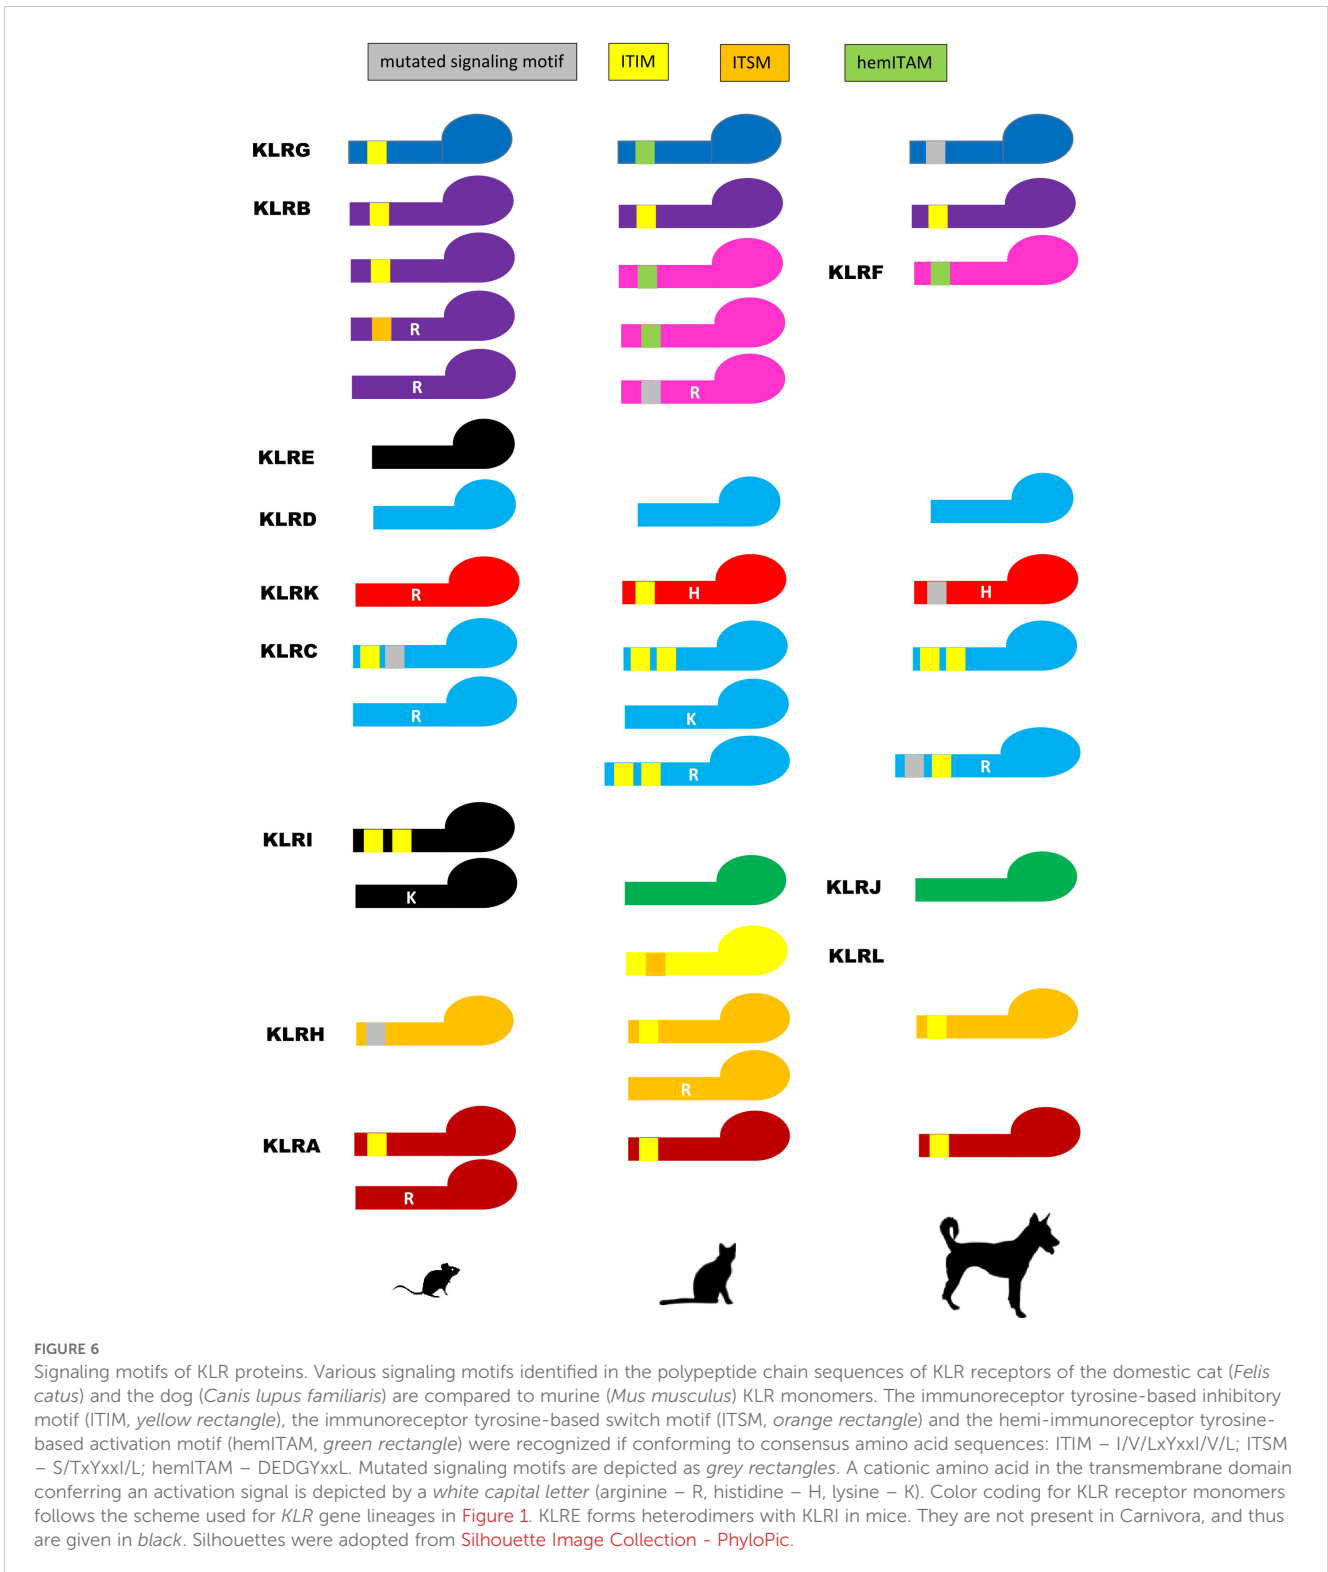 mutated signaling motif ITIM ITSM hemITAM
KLRG
KLRB
KLRF
R
R
R
KLRE
KLRD
KLRK R H H
KLRC
R K
R R
KLRI
K KLRJ
KLRL
KLRH
R
KLRA
R
FIGURE 6
Signaling motifs of KLR proteins. Various signaling motifs identified in the polypeptide chain sequences of KLR receptors of the domestic cat (Felis
catus) and the dog (Canis lupus familiaris) are compared to murine (Mus musculus) KLR monomers. The immunoreceptor tyrosine-based inhibitory
motif (ITIM, yellow rectangle), the immunoreceptor tyrosine-based switch motif (ITSM, orange rectangle) and the hemi-immunoreceptor tyrosine-
based activation motif (hemITAM, green rectangle) were recognized if conforming to consensus amino acid sequences: ITIM – I/V/LxYxxI/V/L; ITSM
– S/TxYxxI/L; hemITAM – DEDGYxxL. Mutated signaling motifs are depicted as grey rectangles. A cationic amino acid in the transmembrane domain
conferring an activation signal is depicted by a white capital letter (arginine – R, histidine – H, lysine – K). Color coding for KLR receptor monomers
follows the scheme used for KLR gene lineages in Figure 1. KLRE forms heterodimers with KLRI in mice. They are not present in Carnivora, and thus
are given in black. Silhouettes were adopted from Silhouette Image Collection - PhyloPic.